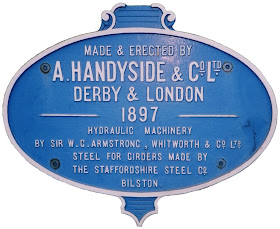 MADE & ERECTED BY
A. HANDYSIDE & Co LTD
DERBY & LONDON
1897
HYDRAULIC MACHINERY
BY SIR W. G. ARMSTRONG, WHITWORTH & Co LTD
STEEL FOR GIRDERS MADE BY
THE STAFFORDSHIRE STEEL Co
BILSTON